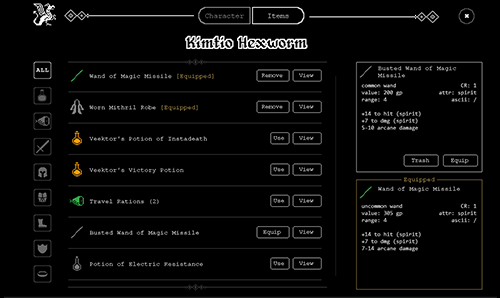 Character Items
Kimtio Hexworm
ALL
Wand of Magic Missile [Equipped] Remove View
Worn Mithril Robe [Equipped] Remove View
Veektor's Potion of Instadeath Use View
Veektor's Victory Potion Use View
Travel Rations (2) Use View
Busted Wand of Magic Missile Equip View
Potion of Electric Resistance Use View
Busted Wand of Magic
Missile
common wand CR: 1
value: 200 gp attr: spirit
range: 4 ascii: /
+14 to hit (spirit)
+7 to dmg (spirit)
5-10 arcane damage
Trash Equip
Equipped
Wand of Magic Missile
uncommon wand CR: 1
value: 305 gp attr: spirit
range: 4 ascii: /
+14 to hit (spirit)
+7 to dmg (spirit)
7-14 arcane damage